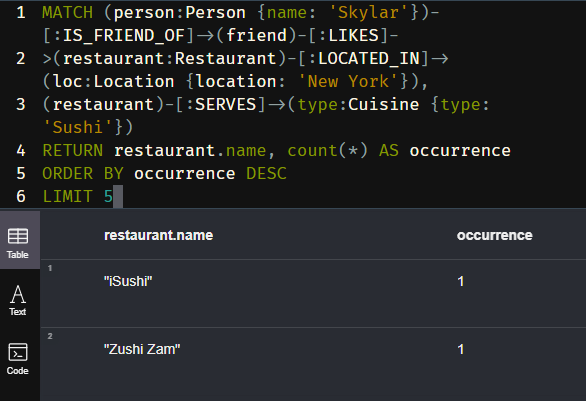 1 MATCH (person:Person {name: 'Skylar'})-
[:IS_FRIEND_OF]->(friend)-[:LIKES]-
2 >(restaurant:Restaurant)-[:LOCATED_IN]->
(loc:Location {location: 'New York'}),
3 (restaurant)-[:SERVES]->(type:Cuisine {type:
'Sushi'})
4 RETURN restaurant.name, count(*) AS occurrence
5 ORDER BY occurrence DESC
6 LIMIT 5
Table
restaurant.name occurrence
1
"iSushi" 1
Text
2
"Zushi Zam" 1
Code